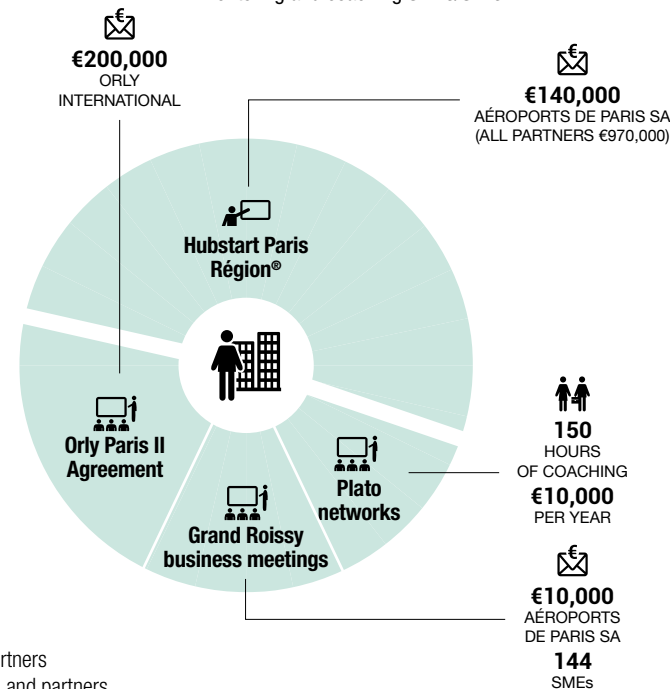 €200,000
ORLY
INTERNATIONAL
€140,000
AÉROPORTS DE PARIS SA
(ALL PARTNERS €970,000)
Hubstart Paris
Région®
Orly Paris II
Agreement
Grand Roissy
business meetings
Plato
networks
150
HOURS
OF COACHING
€10,000
PER YEAR
€10,000
AÉROPORTS
DE PARIS SA
144
SMEs
and partners